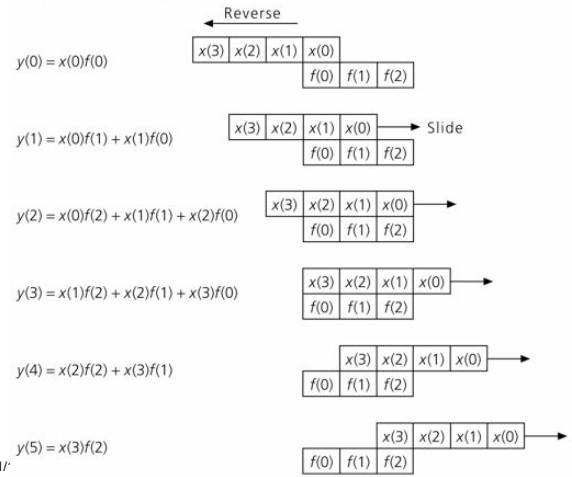 Reverse
x(3) x(2) x(1) x(0)
y(0) = x(0)f(0)
f(0) f(1) f(2)
x(3) x(2) x(1) x(0) Slide
y(1) = x(0)f(1) + x(1)f(0)
f(0) f(1) f(2)
x(3) x(2) x(1) x(0)
y(2) = x(0)f(2) + x(1)f(1) + x(2)f(0)
f(0) f(1) f(2)
x(3) x(2) x(1) x(0)
y(3) = x(1)f(2) + x(2)f(1) + x(3)f(0)
f(0) f(1) f(2)
x(3) x(2) x(1) x(0)
y(4) = x(2)f(2) + x(3)f(1)
f(0) f(1) f(2)
x(3) x(2) x(1) x(0)
y(5) = x(3)f(2)
f(0) f(1) f(2)